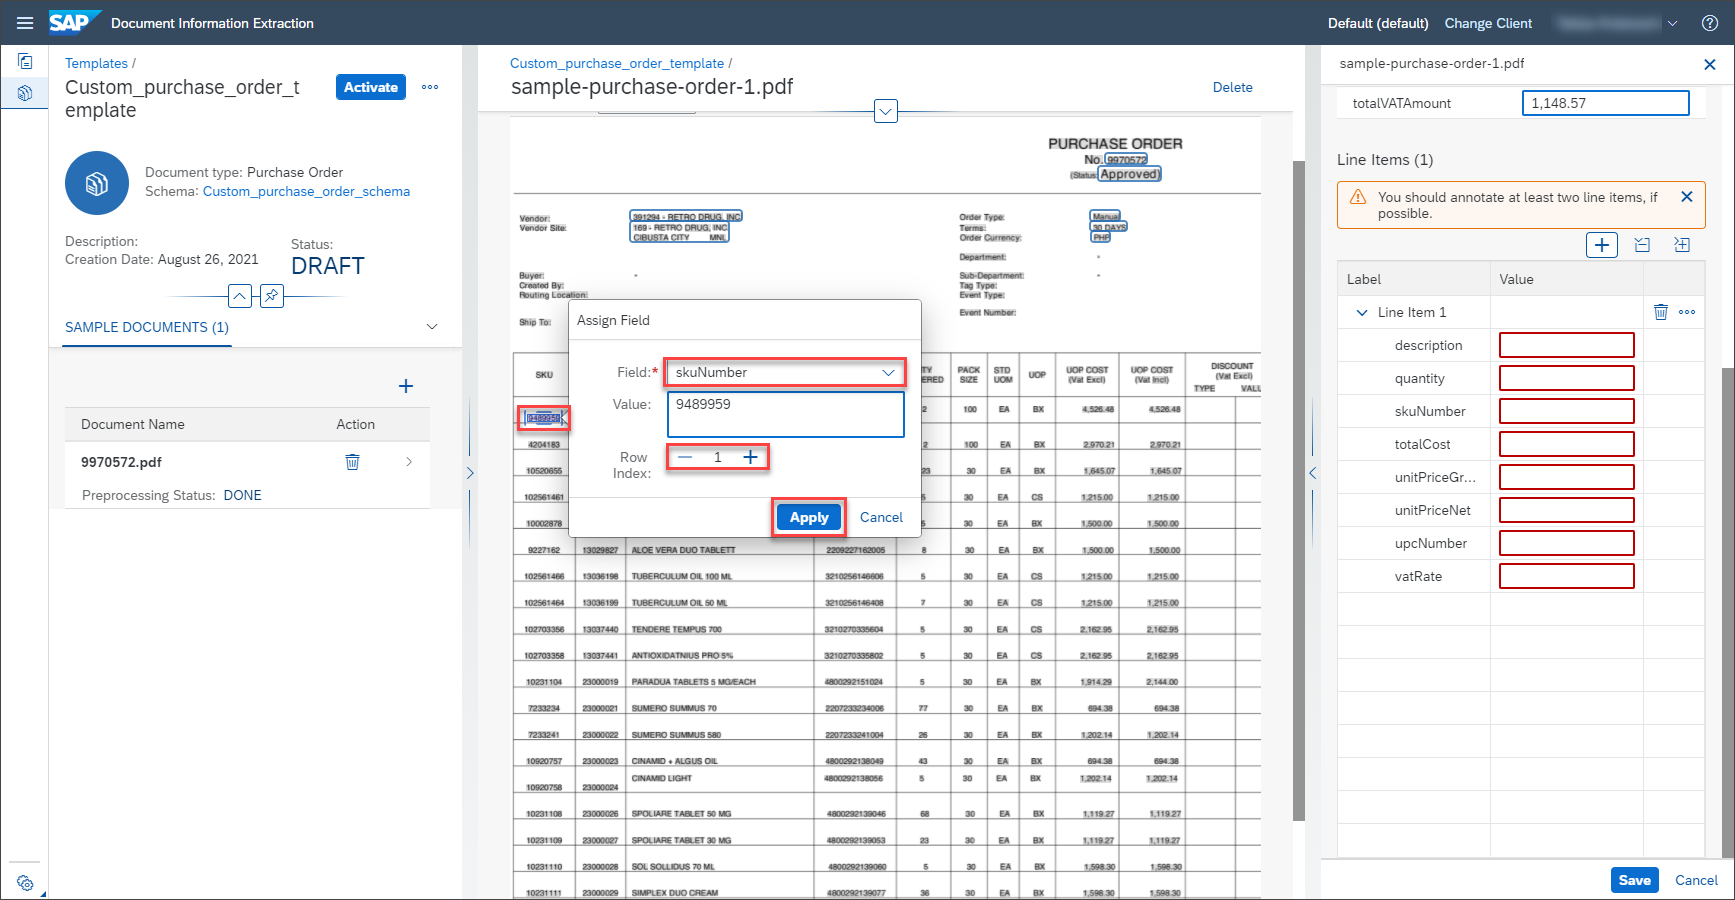 SAP Document Information Extraction
Default (default) Change Client
Templates /
Custom_purchase_order_t
emplate
Activate
Document type: Purchase Order
Schema: Custom_purchase_order_schema
Description:
Creation Date: August 26, 2021
Status:
DRAFT
SAMPLE DOCUMENTS (1)
Document Name Action
9970572.pdf
Preprocessing Status: DONE
Custom_purchase_order_template /
sample-purchase-order-1.pdf
Delete
PURCHASE ORDER
No. 9970572
(Status: Approved)
Vendor: 391294 - RETRO DRUG, INC
Vendor Site: 169 - RETRO DRUG, INC
CIBUSTA CITY MNL
Order Type: Manual
Terms: 30 DAYS
Order Currency: PHP
Department: -
Buyer: -
Created By:
Routing Location:
Sub-Department: -
Tag Type:
Event Type:
Event Number:
Ship To:
Assign Field
Field:* skuNumber
Value: 9489959
Row
Index:
1
Apply Cancel
SKU TY
ERED PACK
SIZE STD
UOM UOP UOP COST
(Vat Excl) UOP COST
(Vat Incl) DISCOUNT
(Vat Excl)
TYPE VALU
9489959 2 100 EA BX 4,526.48 4,526.48
4204183 2 100 EA BX 2,970.21 2,970.21
10520655 23 30 EA BX 1,645.07 1,645.07
102561461 5 30 EA CS 1,215.00 1,215.00
10002878 5 30 EA BX 1,500.00 1,500.00
9227162 13029827 ALOE VERA DUO TABLETT 2209227162005 8 30 EA BX 1,500.00 1,500.00
102561466 13036198 TUBERCULUM OIL 100 ML 3210256146606 5 30 EA CS 1,215.00 1,215.00
102561464 13036199 TUBERCULUM OIL 50 ML 3210256146408 7 30 EA CS 1,215.00 1,215.00
102703356 13037440 TENDERE TEMPUS 700 3210270335604 5 30 EA CS 2,162.95 2,162.95
102703358 13037441 ANTIOXIDATNIUS PRO 5% 3210270335802 5 30 EA CS 2,162.95 2,162.95
10231104 23000019 PARADUA TABLETS 5 MG/EACH 4800292151024 5 30 EA BX 1,914.29 2,144.00
7233234 23000021 SUMERO SUMMUS 70 2207233234006 77 30 EA BX 694.38 694.38
7233241 23000022 SUMERO SUMMUS 580 2207233241004 26 30 EA BX 1,202.14 1,202.14
10920757 23000023 CINAMID + ALGUS OIL 4800292138049 43 30 EA BX 694.38 694.38
10920758 23000024 CINAMID LIGHT 4800292138056 5 30 EA BX 1,202.14 1,202.14
10231108 23000026 SPOLIARE TABLET 50 MG 4800292139046 68 30 EA BX 1,119.27 1,119.27
10231109 23000027 SPOLIARE TABLET 30 MG 4800292139053 23 30 EA BX 1,119.27 1,119.27
10231110 23000028 SOL SOLLIDUS 70 ML 4800292139060 5 30 EA BX 1,598.30 1,598.30
10231111 23000029 SIMPLEX DUO CREAM 4800292139077 36 30 EA BX 1,598.30 1,598.30
sample-purchase-order-1.pdf
totalVATAmount 1,148.57
Line Items (1)
You should annotate at least two line items, if
possible.
Label Value
Line Item 1
description
quantity
skuNumber
totalCost
unitPriceGr...
unitPriceNet
upcNumber
vatRate
Save Cancel